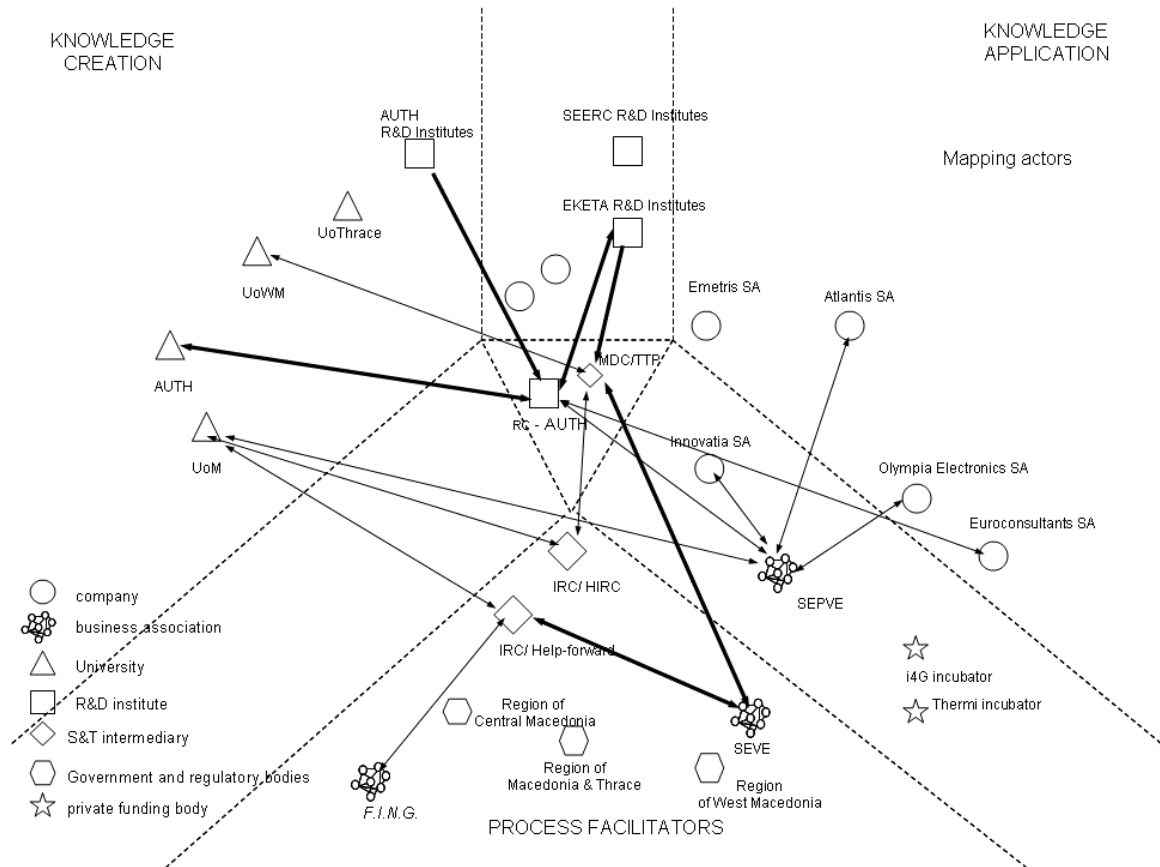 KNOWLEDGE
CREATION
KNOWLEDGE
APPLICATION
AUTH
R&D Institutes
SEERC R&D Institutes
Mapping actors
EKETA R&D Institutes
UoThrace
UoWM
Emetris SA
Atlantis SA
AUTH
MDC/TTP
RC - AUTH
UoM
Innovatia SA
Olympia Electronics SA
Euroconsultants SA
IRC/ HIRC
SEPVE
IRC/ Help-forward
i4G incubator
Thermi incubator
Region of
Central Macedonia
SEVE
Region of
Macedonia & Thrace
Region
of West Macedonia
F.I.N.G.
PROCESS FACILITATORS
company
business association
University
R&D institute
S&T intermediary
Government and regulatory bodies
private funding body